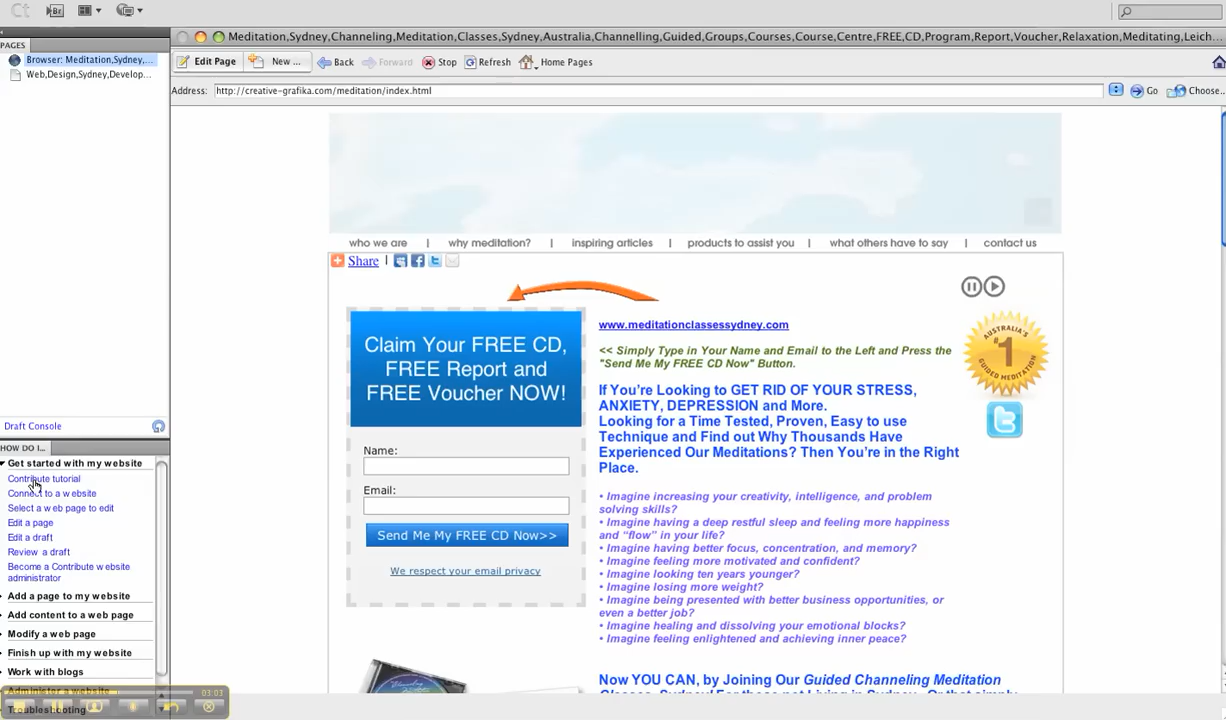 Ct
Br
PAGES
Browser: Meditation,Sydney,...
Web,Design,Sydney,Develop...
Meditation,Sydney,Channeling,Meditation,Classes,Sydney,Australia,Channelling,Guided,Groups,Courses,Course,Centre,FREE,CD,Program,Report,Voucher,Relaxation,Meditating,Leich
Edit Page
New ...
Back
Forward
Stop
Refresh
Home Pages
Address: http://creative-grafika.com/meditation/index.html
Go
Choose...
who we are | why meditation? | inspiring articles | products to assist you | what others have to say | contact us
Share |
Claim Your FREE CD,
FREE Report and
FREE Voucher NOW!
Name:
Email:
Send Me My FREE CD Now>>
We respect your email privacy
www.meditationclassessydney.com
<< Simply Type in Your Name and Email to the Left and Press the
"Send Me My FREE CD Now" Button.
If You're Looking to GET RID OF YOUR STRESS,
ANXIETY, DEPRESSION and More.
Looking for a Time Tested, Proven, Easy to use
Technique and Find out Why Thousands Have
Experienced Our Meditations? Then You're in the Right
Place.
• Imagine increasing your creativity, intelligence, and problem
solving skills?
• Imagine having a deep restful sleep and feeling more happiness
and “flow” in your life?
• Imagine having better focus, concentration, and memory?
• Imagine feeling more motivated and confident?
• Imagine looking ten years younger?
• Imagine losing more weight?
• Imagine being presented with better business opportunities, or
even a better job?
• Imagine healing and dissolving your emotional blocks?
• Imagine feeling enlightened and achieving inner peace?
Now YOU CAN, by Joining Our Guided Channeling Meditation
AUSTRALIA'S
#1
GUIDED MEDITATION
Draft Console
HOW DO I...
Get started with my website
Contribute tutorial
Connect to a website
Select a web page to edit
Edit a page
Edit a draft
Review a draft
Become a Contribute website
administrator
Add a page to my website
Add content to a web page
Modify a web page
Finish up with my website
Work with blogs
Administer a website
03:03
Troubleshooting